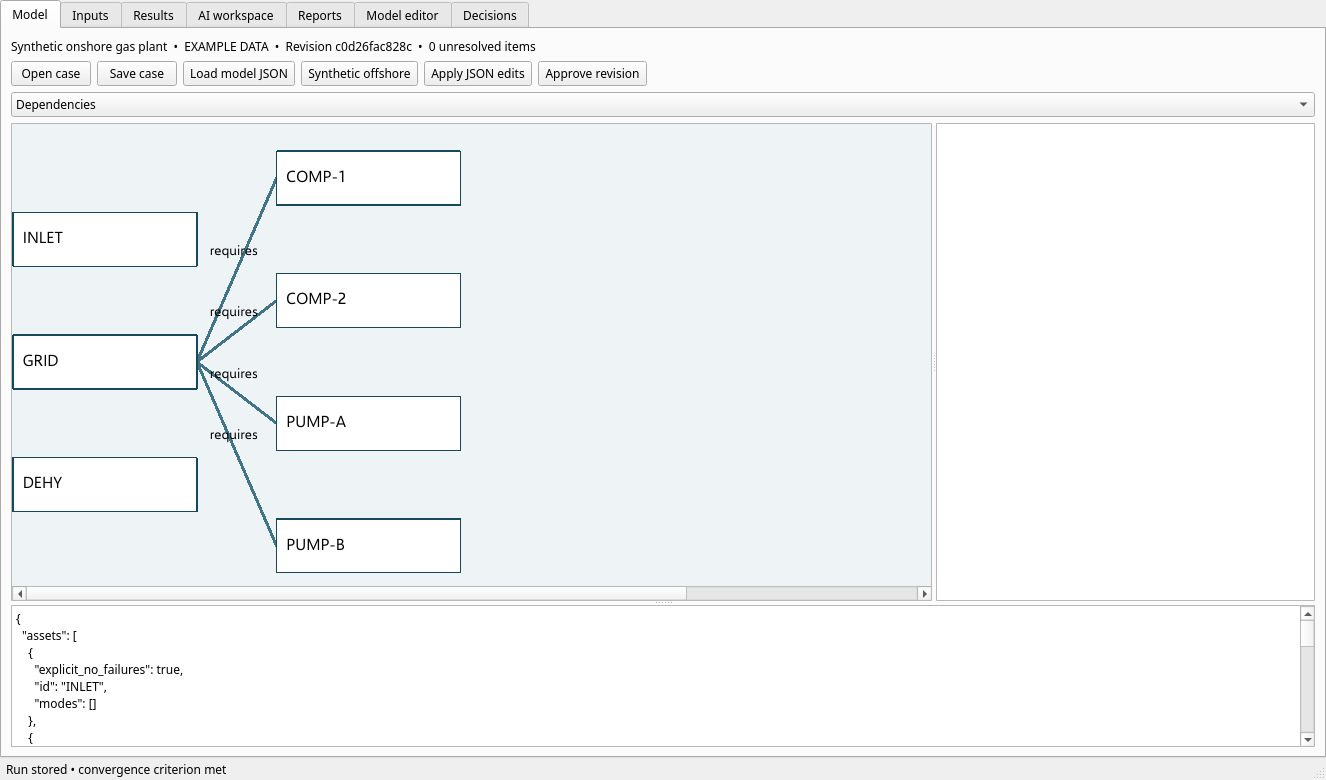 Model Inputs Results AI workspace Reports Model editor Decisions
Synthetic onshore gas plant • EXAMPLE DATA • Revision c0d26fac828c • 0 unresolved items
Open case Save case Load model JSON Synthetic offshore Apply JSON edits Approve revision
Dependencies
COMP-1
INLET
requires
COMP-2
requires
GRID
requires
PUMP-A
requires
DEHY
PUMP-B
{
"assets": [
{
"explicit_no_failures": true,
"id": "INLET",
"modes": []
},
{
Run stored • convergence criterion met